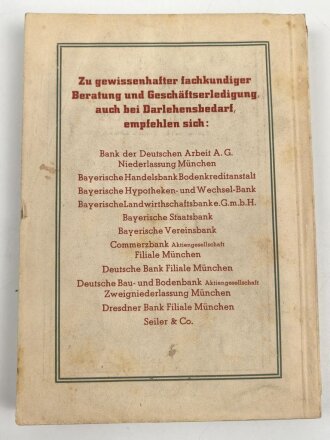 Zu gewissenhafter fachkundiger
Beratung und Geschäftserledigung,
auch bei Darlehensbedarf,
empfehlen sich:
Bank der Deutschen Arbeit A. G.
Niederlassung München
Bayerische Handelsbank Bodenkreditanstalt
Bayerische Hypotheken- und Wechsel-Bank
Bayerische Landwirthschaftsbank e.G.m.b.H.
Bayerische Staatsbank
Bayerische Vereinsbank
Commerzbank Aktiengesellschaft
Filiale München
Deutsche Bank Filiale München
Deutsche Bau- und Bodenbank Aktiengesellschaft
Zweigniederlassung München
Dresdner Bank Filiale München
Seiler & Co.